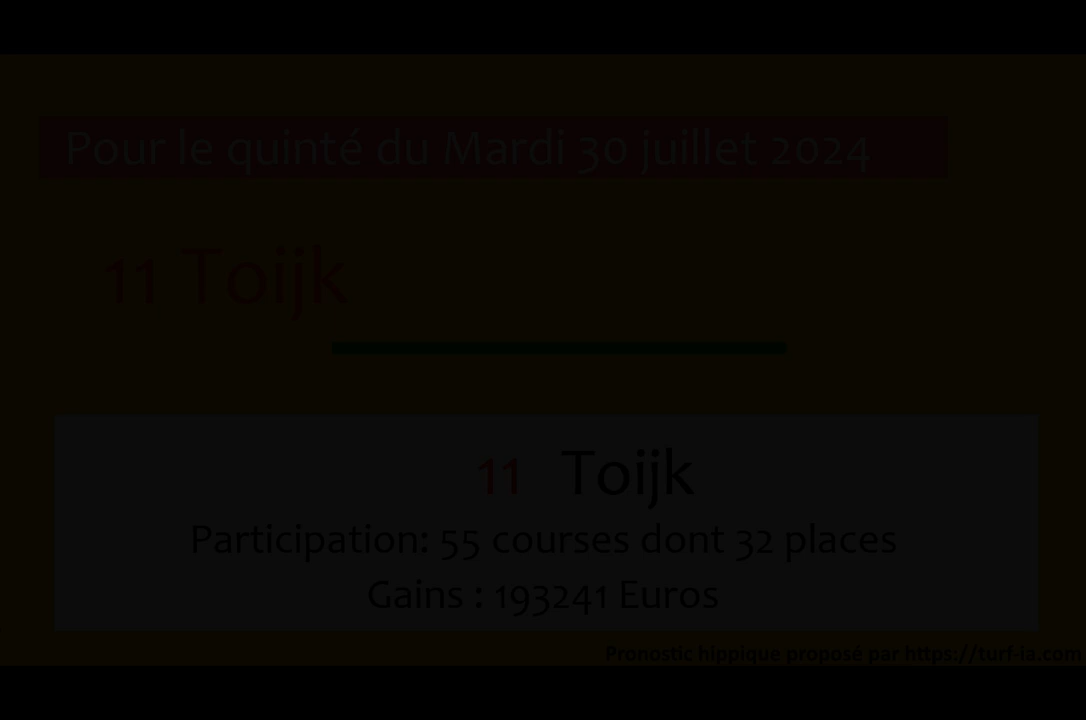 Pour le quinté du Mardi 30 juillet 2024
11 Toijk
11 Toijk
Participation: 55 courses dont 32 places
Gains : 193241 Euros
Pronostic hippique proposé par https://turf-ia.com